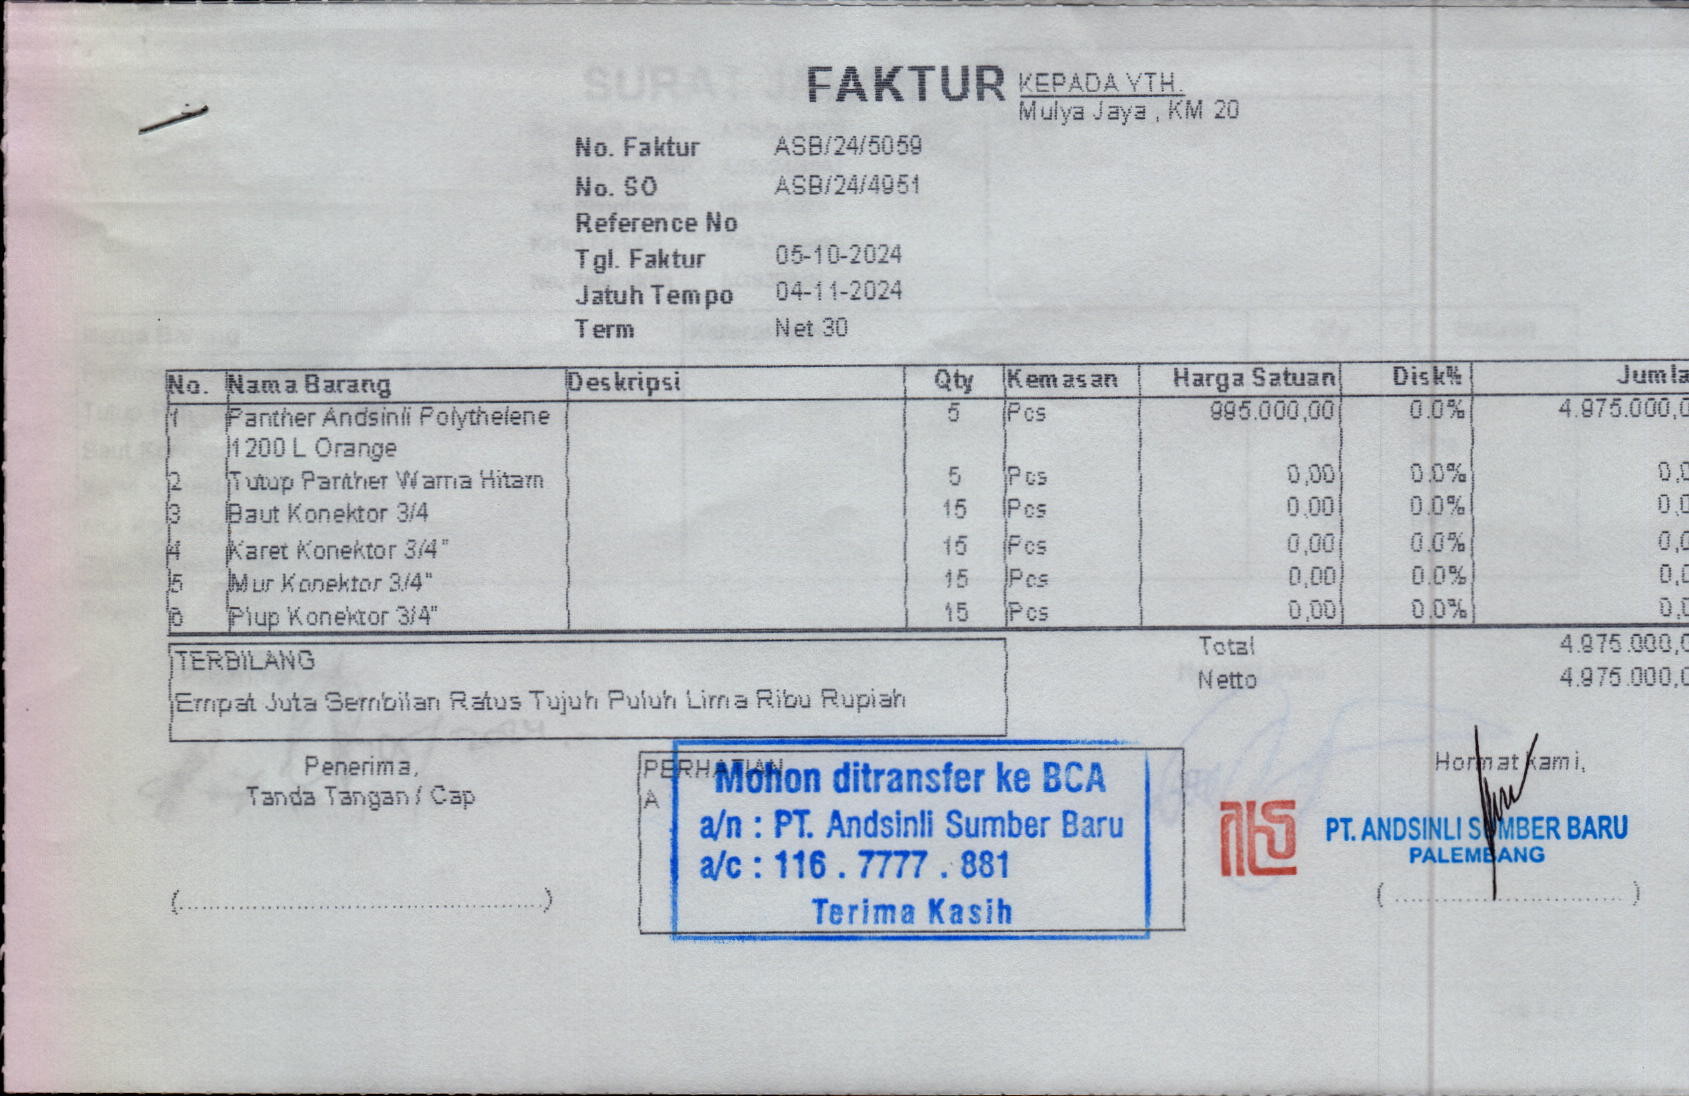 FAKTUR
KEPADA YTH.
Mulya Jaya , KM 20
No. Faktur ASB/24/5059
No. SO ASB/24/4951
Reference No
Tgl. Faktur 05-10-2024
Jatuh Tempo 04-11-2024
Term Net 30
No. Nama Barang Deskripsi Qty Kemasan Harga Satuan Disk% Jumla
1 Panther Andsinli Polythelene 5 Pcs 995.000,00 0.0% 4.975.000,0
1200 L Orange
2 Tutup Panther Warna Hitam 5 Pcs 0,00 0.0% 0,0
3 Baut Konektor 3/4 15 Pcs 0,00 0.0% 0,0
4 Karet Konektor 3/4" 15 Pcs 0,00 0.0% 0,0
5 Mur Konektor 3/4" 15 Pcs 0,00 0.0% 0,0
6 Plup Konektor 3/4" 15 Pcs 0,00 0.0% 0,0
Total 4.975.000,0
Netto 4.975.000,0
TERBILANG
Empat Juta Sembilan Ratus Tujuh Puluh Lima Ribu Rupiah
Penerima,
Tanda Tangan / Cap
(..........................................)
PERHATIAN
A
Mohon ditransfer ke BCA
a/n : PT. Andsinli Sumber Baru
a/c : 116 . 7777 . 881
Terima Kasih
Hormat kami,
PT. ANDSINLI SUMBER BARU
PALEMBANG
( ............................ )